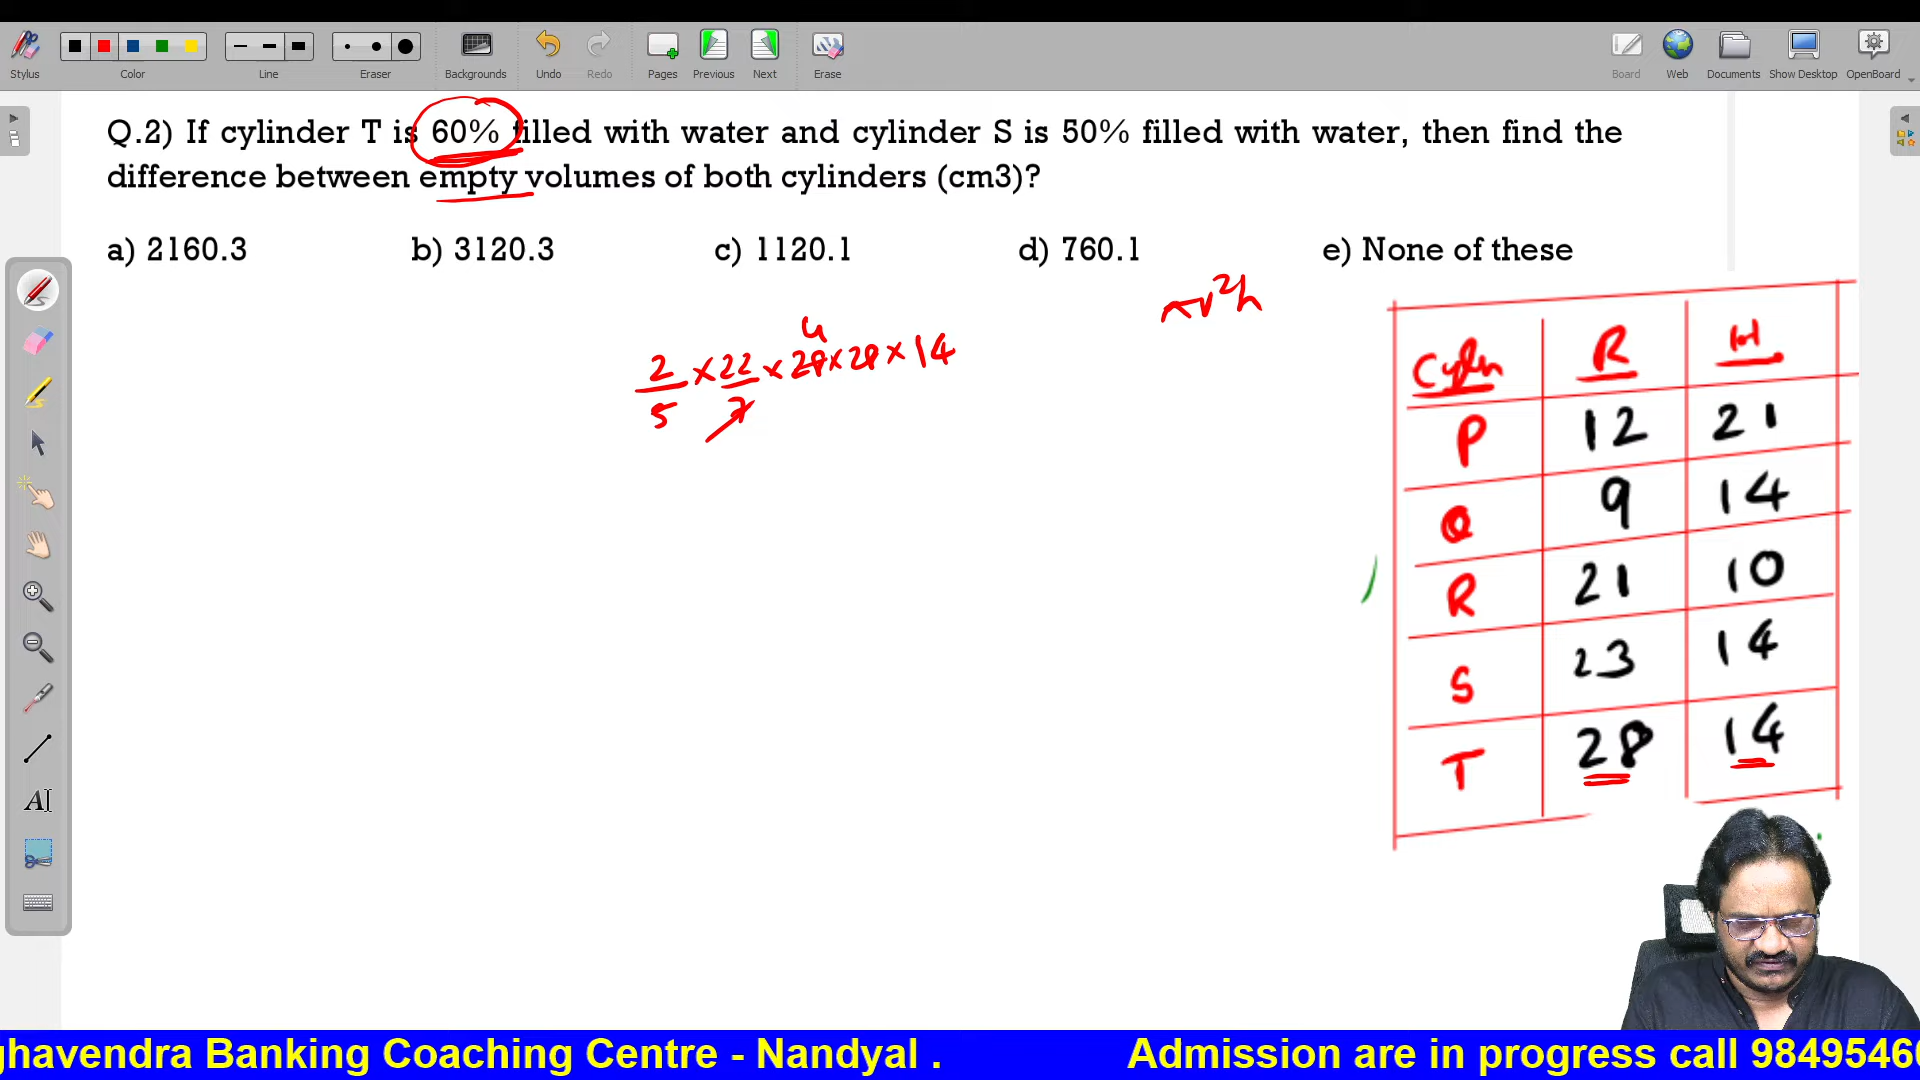 Stylus
Color
Line
Eraser
Backgrounds
Undo
Redo
Pages
Previous
Next
Erase
Board
Web
Documents
Show Desktop
OpenBoard
Q.2) If cylinder T is 60% filled with water and cylinder S is 50% filled with water, then find the
difference between empty volumes of both cylinders (cm3)?
a) 2160.3 b) 3120.3 c) 1120.1 d) 760.1 e) None of these
πr²h
4
2/5 × 22/7 × 28 × 28 × 14
Cylin R H
P 12 21
Q 9 14
R 21 10
S 23 14
T 28 14
ghavendra Banking Coaching Centre - Nandyal . Admission are in progress call 9849546